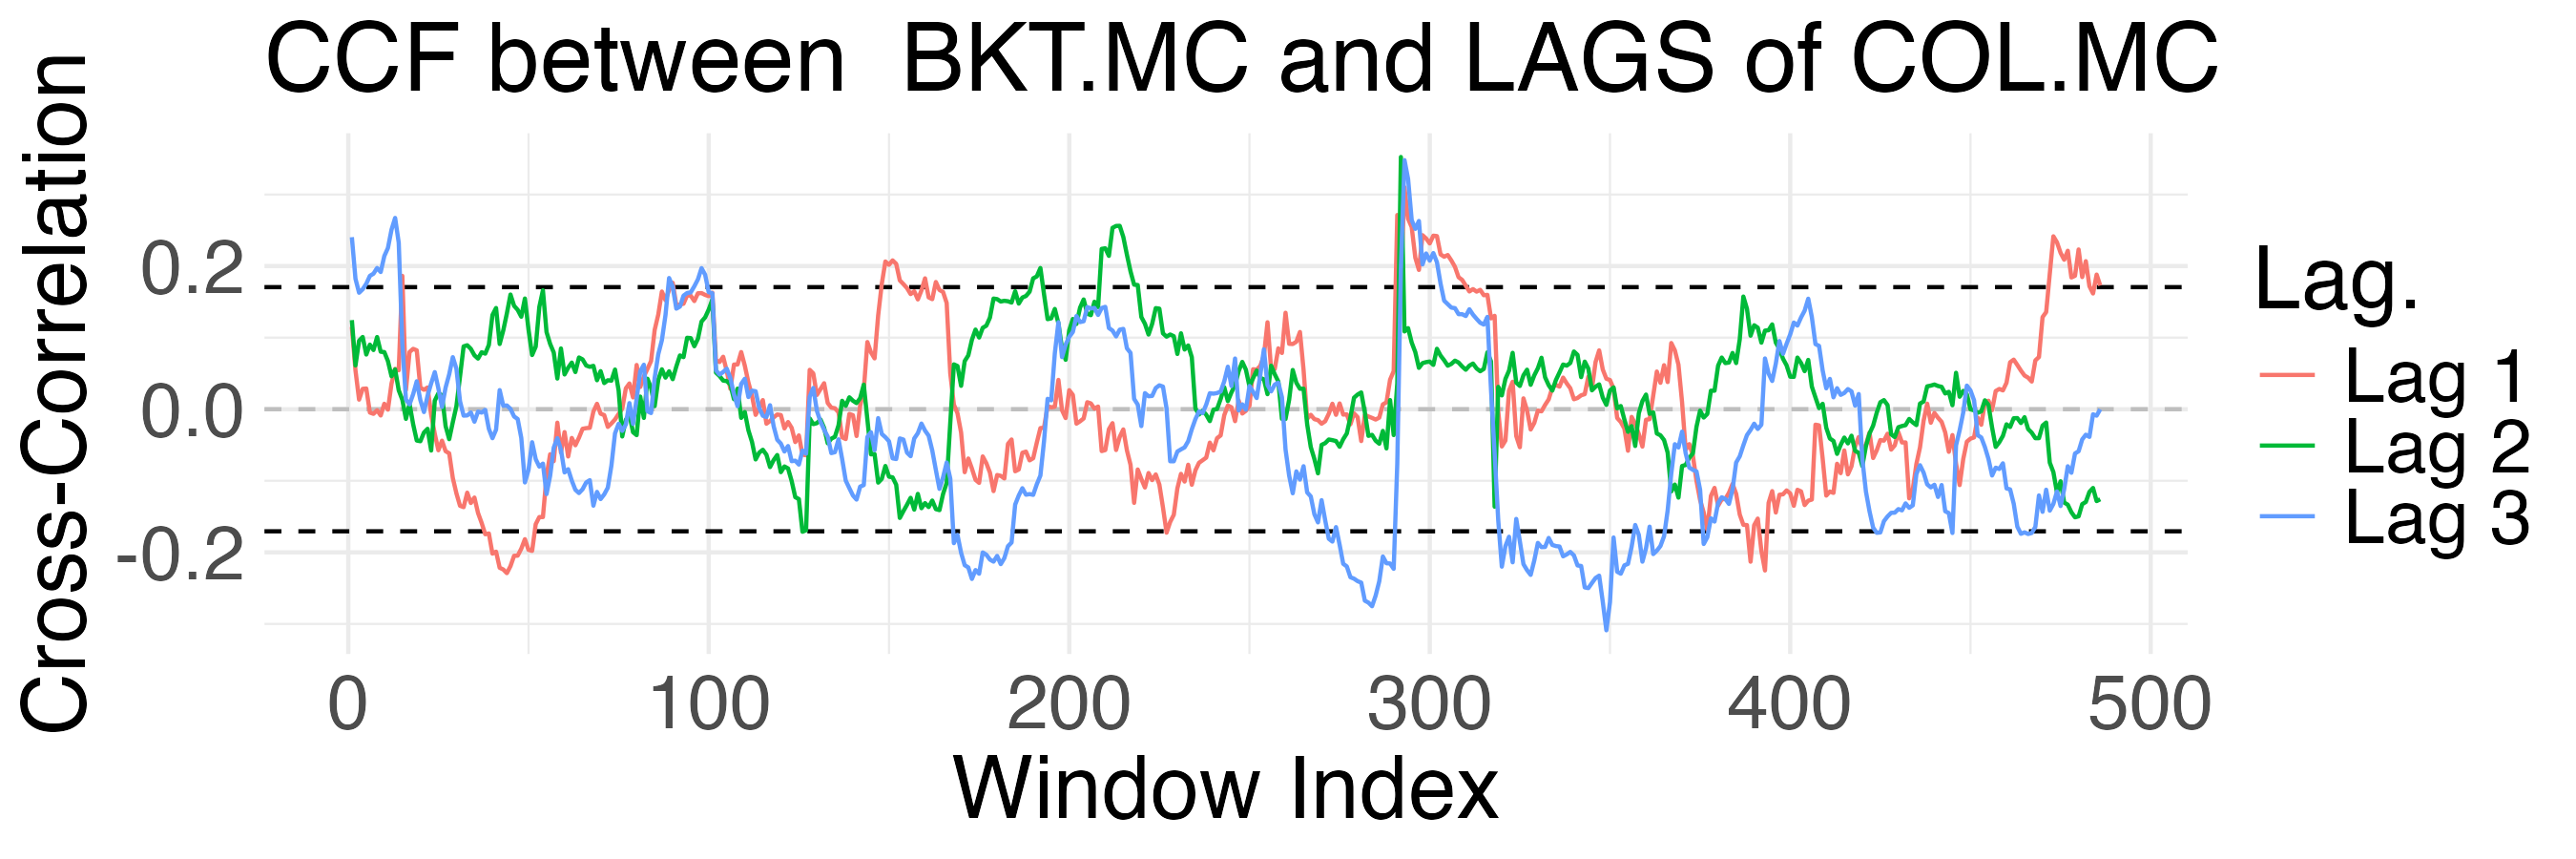 CCF between  BKT.MC and LAGS of COL.MC
Cross-Correlation
0.2
0.0
-0.2
0 100 200 300 400 500
Window Index
Lag.
Lag 1
Lag 2
Lag 3